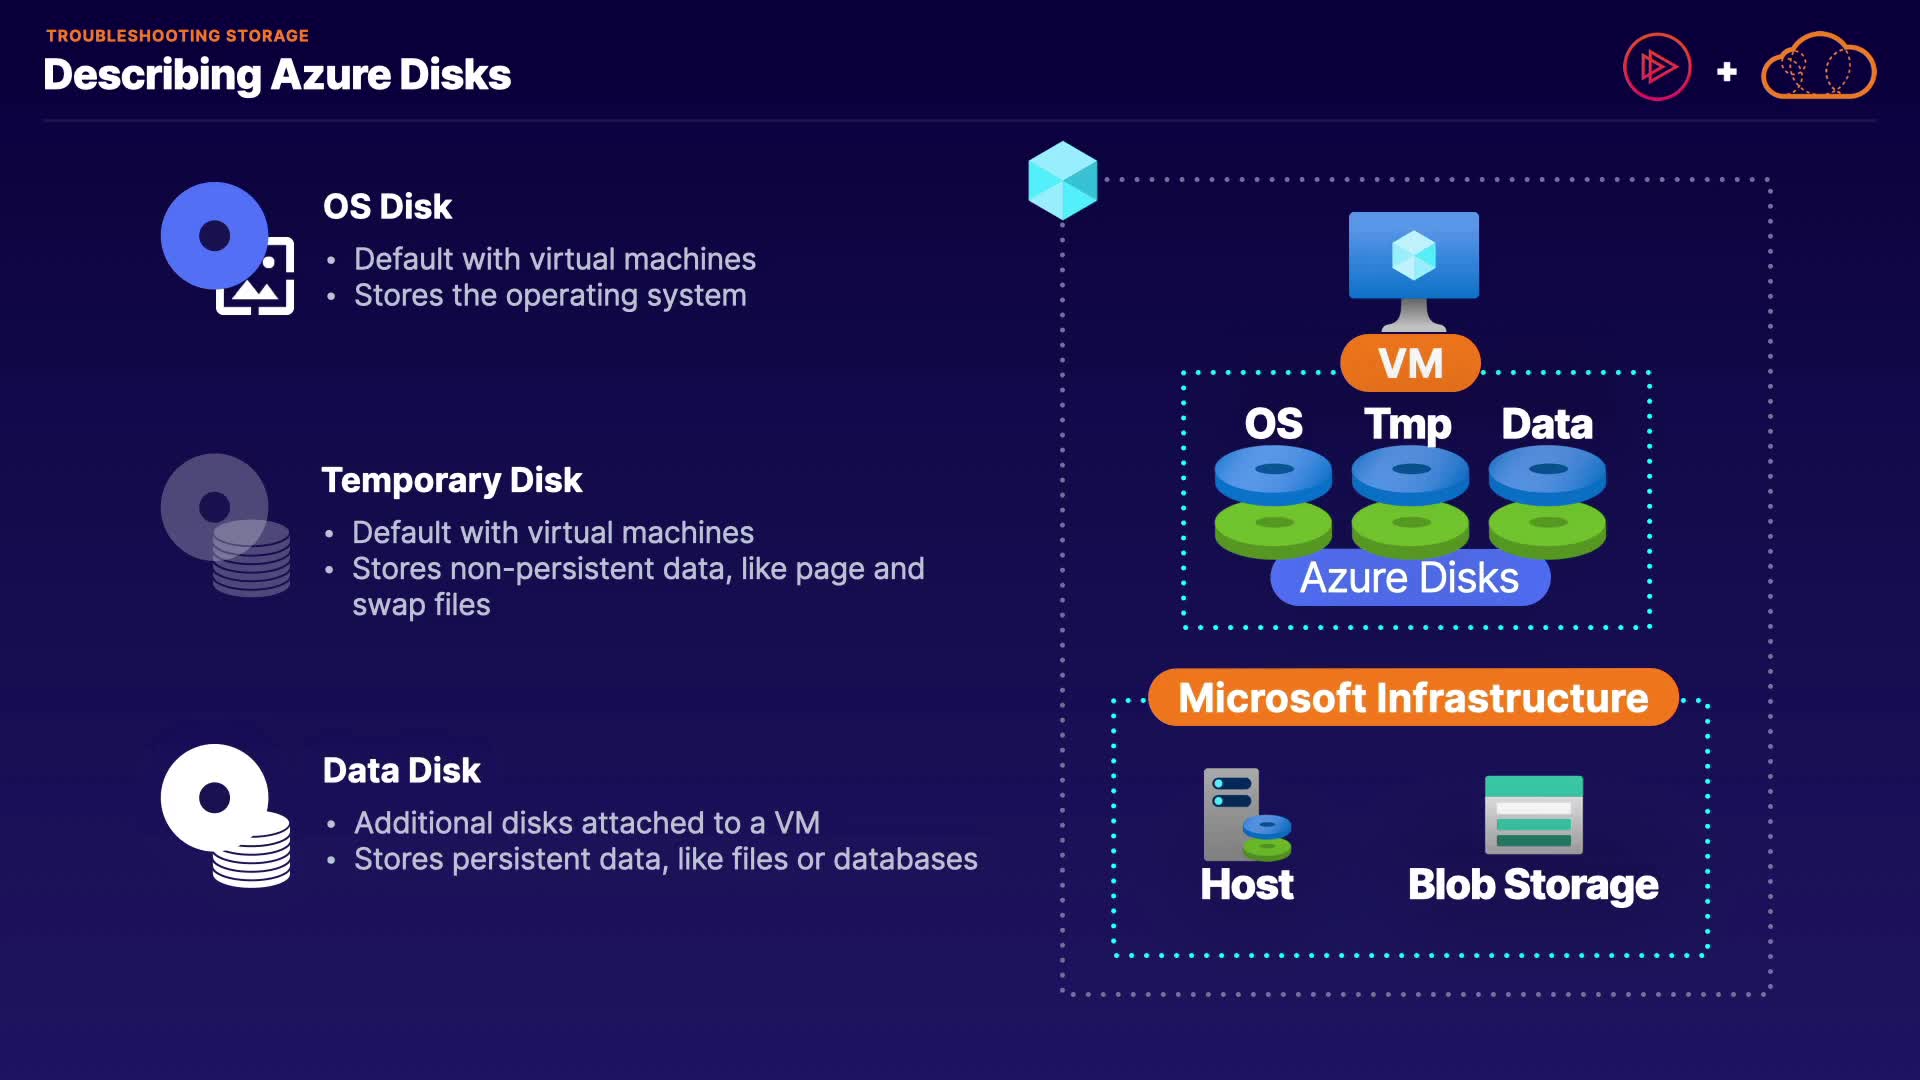 TROUBLESHOOTING STORAGE
Describing Azure Disks
OS Disk
• Default with virtual machines
• Stores the operating system
Temporary Disk
• Default with virtual machines
• Stores non-persistent data, like page and
swap files
Data Disk
• Additional disks attached to a VM
• Stores persistent data, like files or databases
VM
OS Tmp Data
Azure Disks
Microsoft Infrastructure
Host
Blob Storage